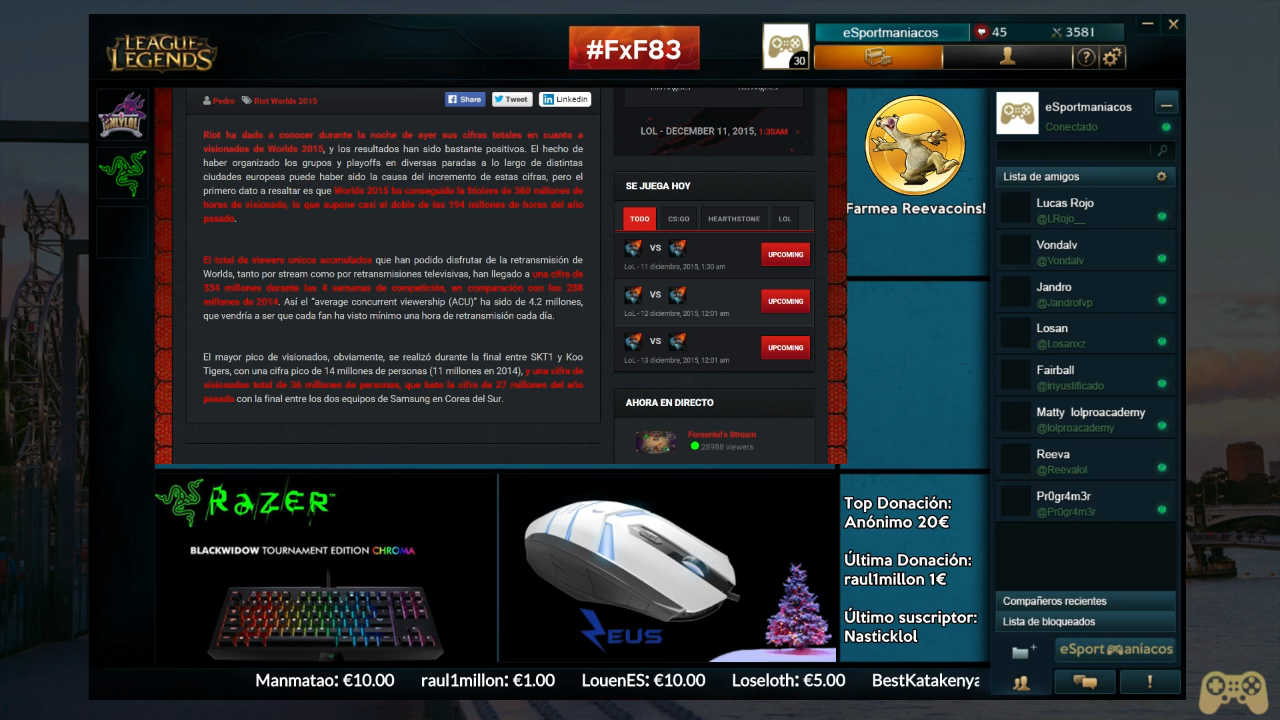 LEAGUE OF LEGENDS
#FxF83
30
eSportmaniacos
45
3581
ONLYLOL
Pedro
Riot Worlds 2015
Share
Tweet
Linkedin
Riot ha dado a conocer durante la noche de ayer sus cifras totales en cuanto a
visionados de Worlds 2015, y los resultados han sido bastante positivos. El hecho de
haber organizado los grupos y playoffs en diversas paradas a lo largo de distintas
ciudades europeas puede haber sido la causa del incremento de estas cifras, pero el
primero dato a resaltar es que Worlds 2015 ha conseguido la friolera de 360 millones de
horas de visionado, lo que supone casi el doble de las 194 millones de horas del año
pasado.
El total de viewers unicos acumulados que han podido disfrutar de la retransmisión de
Worlds, tanto por stream como por retransmisiones televisivas, han llegado a una cifra de
334 millones durante las 4 semanas de competición, en comparación con los 288
millones de 2014. Así el “average concurrent viewership (ACU)” ha sido de 4.2 millones,
que vendría a ser que cada fan ha visto mínimo una hora de retransmisión cada día.
El mayor pico de visionados, obviamente, se realizó durante la final entre SKT1 y Koo
Tigers, con una cifra pico de 14 millones de personas (11 millones en 2014), y una cifra de
visionados total de 36 millones de personas, que bate la cifra de 27 millones del año
pasado con la final entre los dos equipos de Samsung en Corea del Sur.
LOL - DECEMBER 11, 2015, 1:30AM
SE JUEGA HOY
TODO
CS:GO
HEARTHSTONE
LOL
VS
UPCOMING
LoL - 11 diciembre, 2015, 1:30 am
VS
UPCOMING
LoL - 12 diciembre, 2015, 12:01 am
VS
UPCOMING
LoL - 13 diciembre, 2015, 12:01 am
AHORA EN DIRECTO
Forsenlol's Stream
28988 viewers
Farmea Reevacoins!
eSportmaniacos
Conectado
Lista de amigos
Lucas Rojo
@LRojo__
Vondalv
@Vondalv
Jandro
@Jandrofvp
Losan
@Losanxz
Fairball
@inyustificado
Matty lolproacademy
@lolproacademy
Reeva
@Reevalol
Pr0gr4m3r
@Pr0gr4m3r
Compañeros recientes
Lista de bloqueados
eSport maníacos
RAZER™
BLACKWIDOW TOURNAMENT EDITION CHROMA
ZEUS
Top Donación:
Anónimo 20€
Última Donación:
raul1millon 1€
Último suscriptor:
Nasticklol
Manmatao: €10.00 raul1millon: €1.00 LouenES: €10.00 Loseloth: €5.00 BestKatakenya